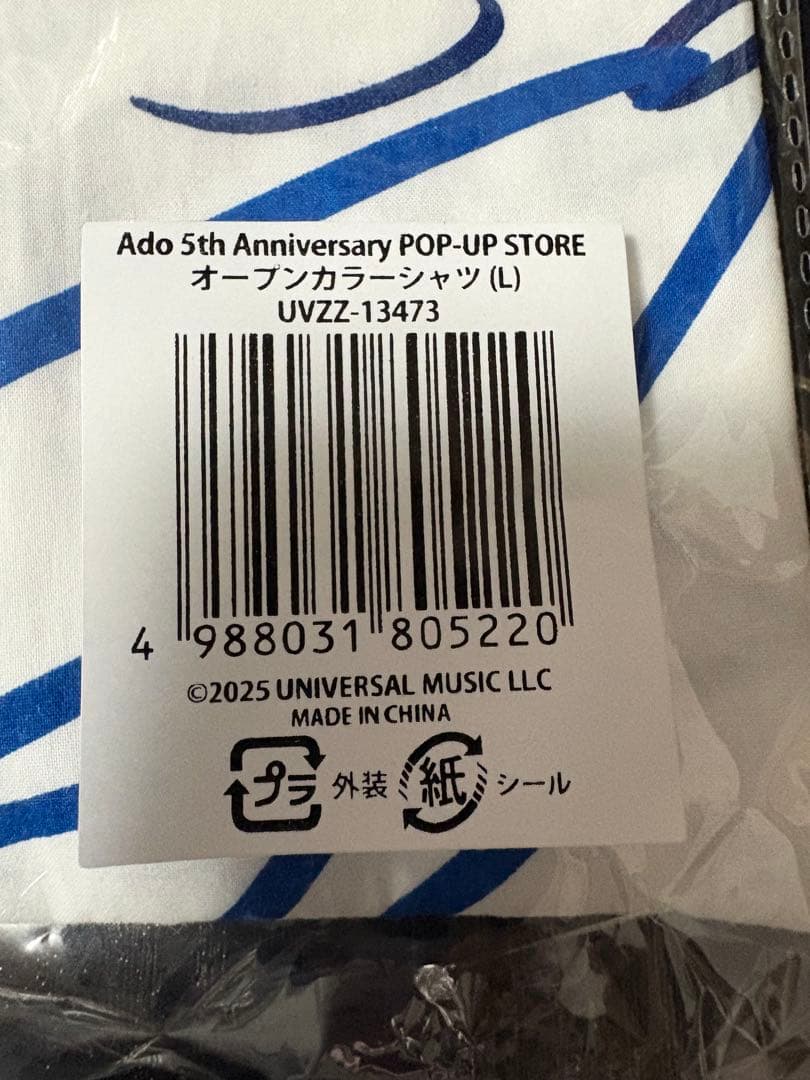 Ado 5th Anniversary POP-UP STORE
オープンカラーシャツ (L)
UVZZ-13473
4 988031 805220
©2025 UNIVERSAL MUSIC LLC
MADE IN CHINA
プラ 外装 紙 シール